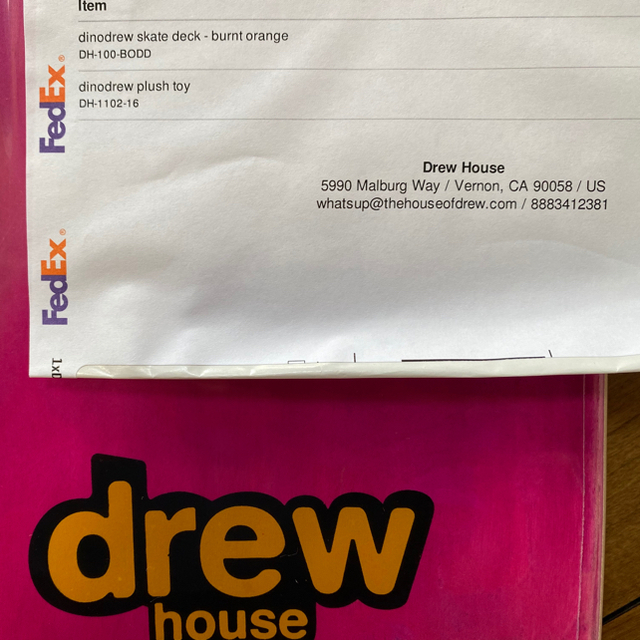 Item
dinodrew skate deck - burnt orange
DH-100-BODD
dinodrew plush toy
DH-1102-16
Drew House
5990 Malburg Way / Vernon, CA 90058 / US
whatsup@thehouseofdrew.com / 8883412381
FedEx®
FedEx®
drew
house